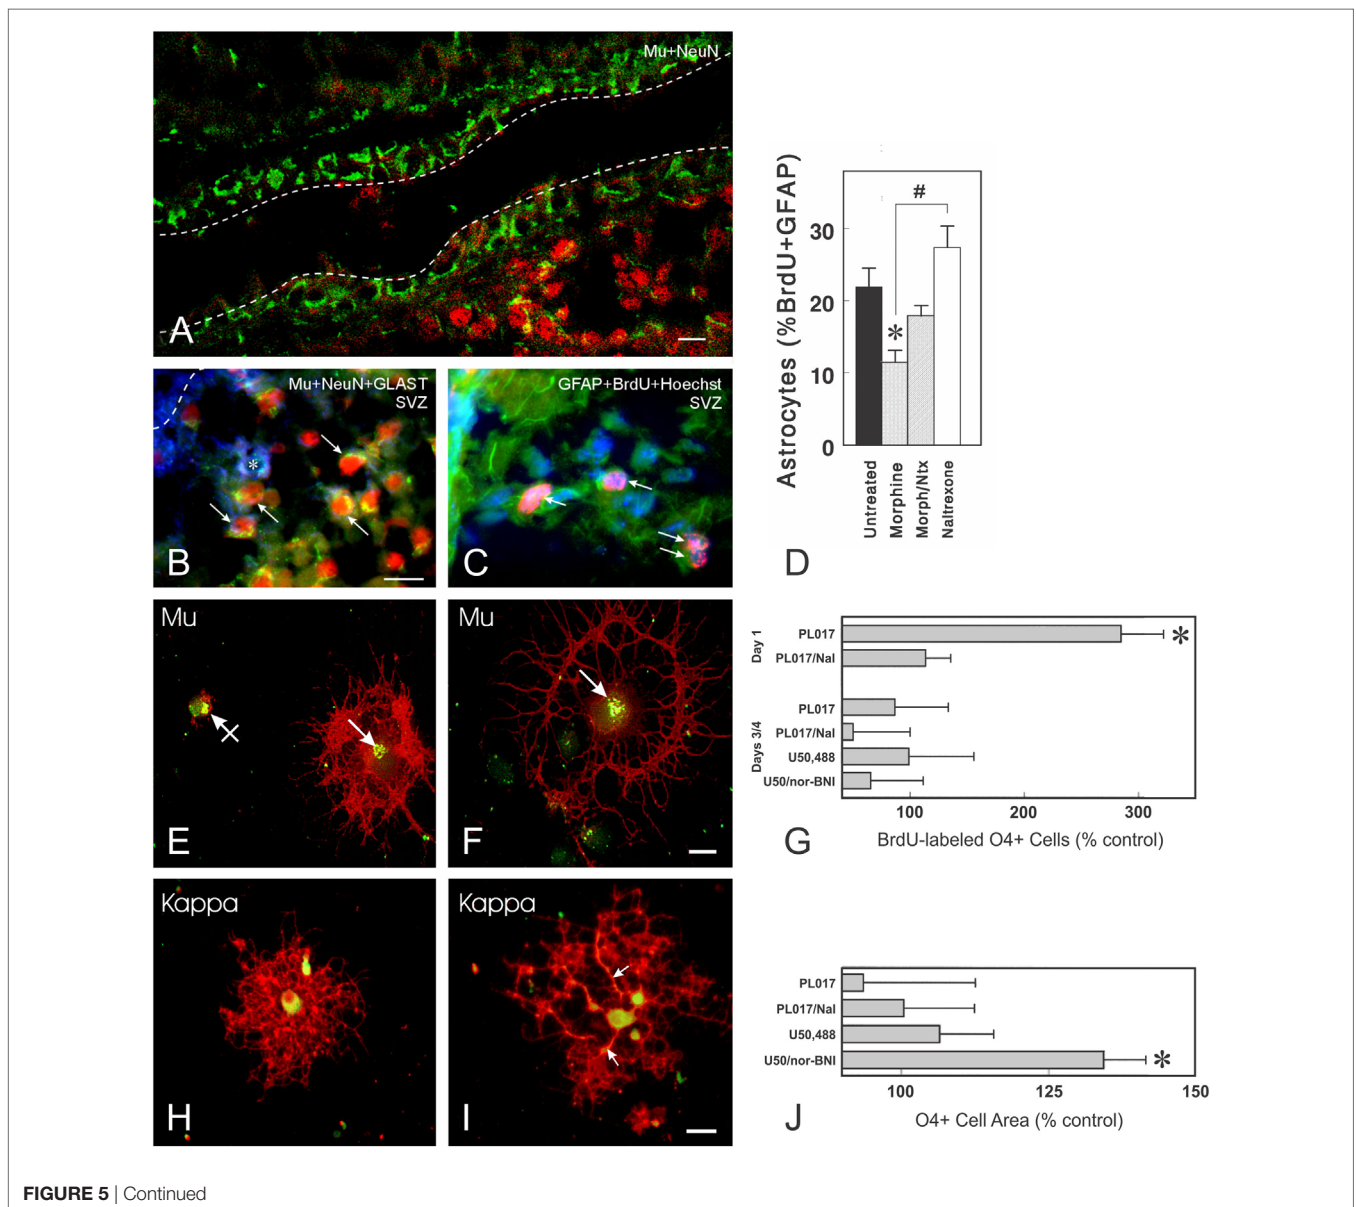 Mu+NeuN
A
Mu+NeuN+GLAST
SVZ
*
B
GFAP+BrdU+Hoechst
SVZ
C
Astrocytes (%BrdU+GFAP)
30
20
10
0
#
*
Untreated
Morphine
Morph/Ntx
Naltrexone
D
Mu
E
Mu
F
Day 1
PL017
*
PL017/Nal
Days 3/4
PL017
PL017/Nal
U50,488
U50/nor-BNI
100 200 300
BrdU-labeled O4+ Cells (% control)
G
Kappa
H
Kappa
I
PL017
PL017/Nal
U50,488
U50/nor-BNI
*
100 125 150
O4+ Cell Area (% control)
J
FIGURE 5 | Continued